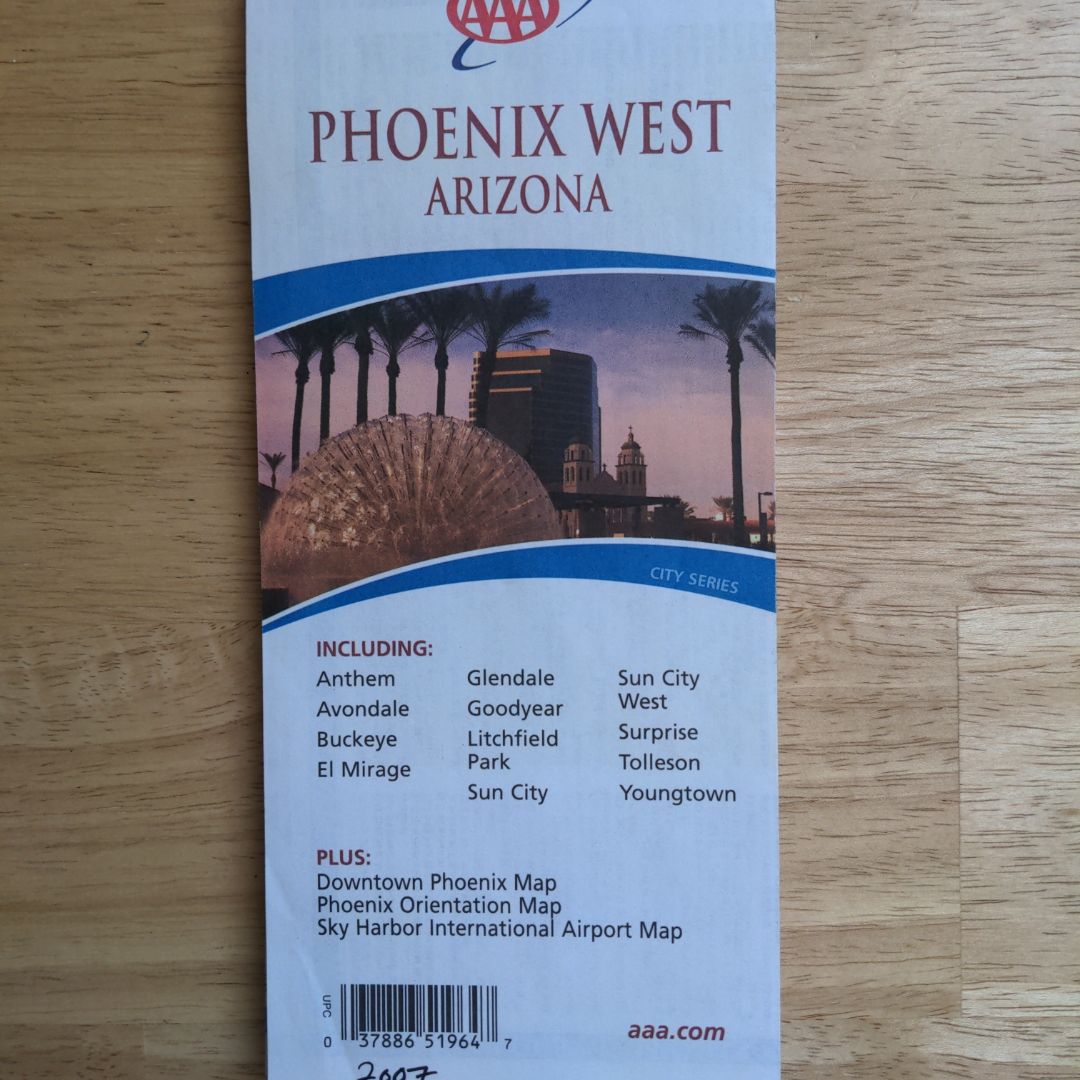 AAA
PHOENIX WEST
ARIZONA
CITY SERIES
INCLUDING:
Anthem
Avondale
Buckeye
El Mirage
Glendale
Goodyear
Litchfield
Park
Sun City
Sun City
West
Surprise
Tolleson
Youngtown
PLUS:
Downtown Phoenix Map
Phoenix Orientation Map
Sky Harbor International Airport Map
UPC
0 37886 51964 7
aaa.com
2007